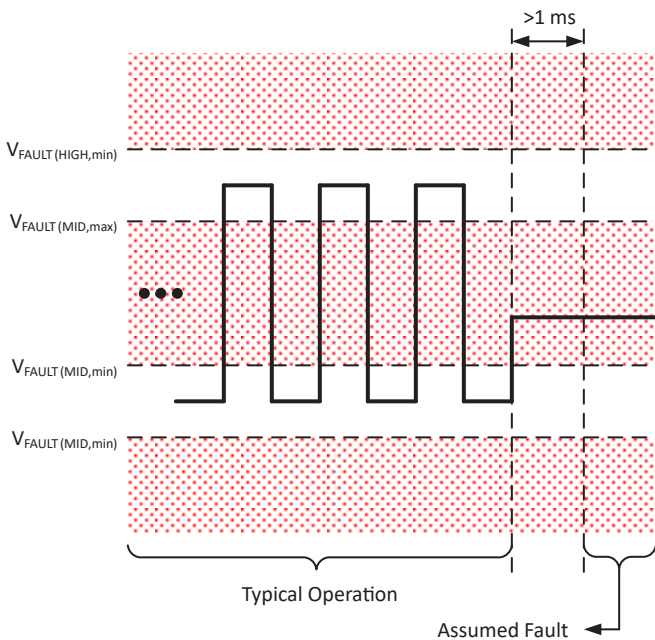 >1 ms
VFAULT(HIGH,min)
VFAULT(MID,max)
VFAULT(MID,min)
VFAULT(MID,min)
Typical Operation
Assumed Fault